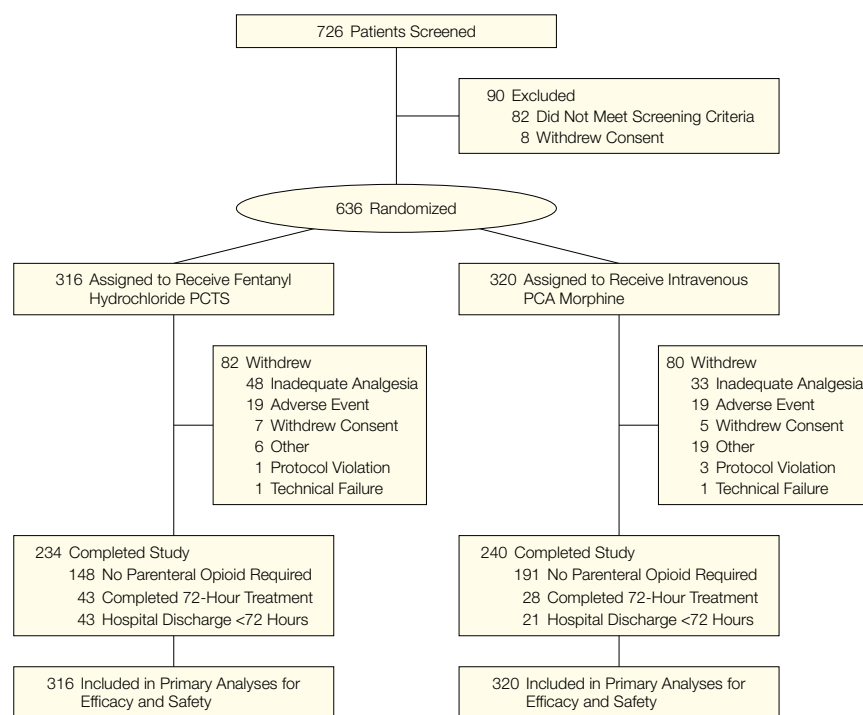 726 Patients Screened
90 Excluded
82 Did Not Meet Screening Criteria
8 Withdrew Consent
636 Randomized
316 Assigned to Receive Fentanyl
Hydrochloride PCTS
320 Assigned to Receive Intravenous
PCA Morphine
82 Withdrew
48 Inadequate Analgesia
19 Adverse Event
7 Withdrew Consent
6 Other
1 Protocol Violation
1 Technical Failure
80 Withdrew
33 Inadequate Analgesia
19 Adverse Event
5 Withdrew Consent
19 Other
3 Protocol Violation
1 Technical Failure
234 Completed Study
148 No Parenteral Opioid Required
43 Completed 72-Hour Treatment
43 Hospital Discharge <72 Hours
240 Completed Study
191 No Parenteral Opioid Required
28 Completed 72-Hour Treatment
21 Hospital Discharge <72 Hours
316 Included in Primary Analyses for
Efficacy and Safety
320 Included in Primary Analyses for
Efficacy and Safety